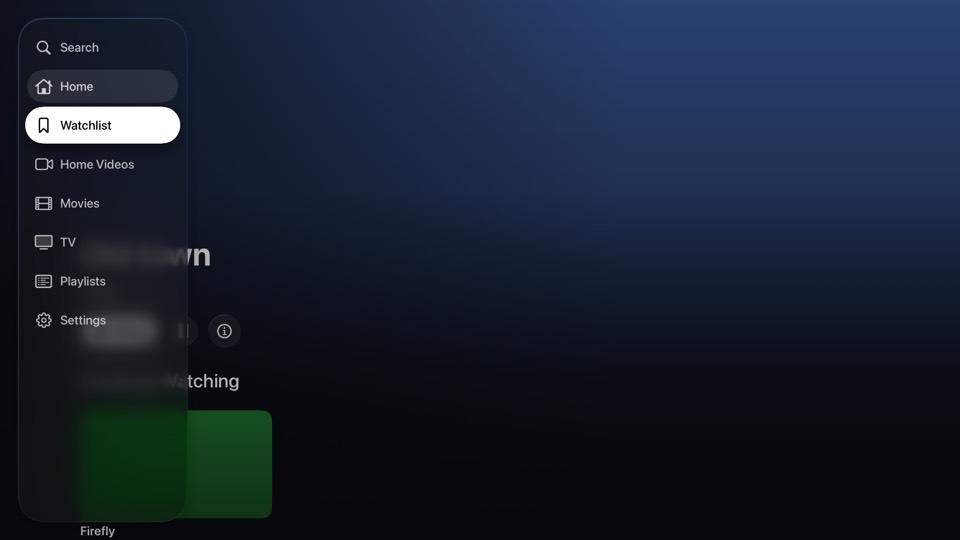 Search
Home
Watchlist
Home Videos
Movies
TV
Playlists
Settings
Firefly